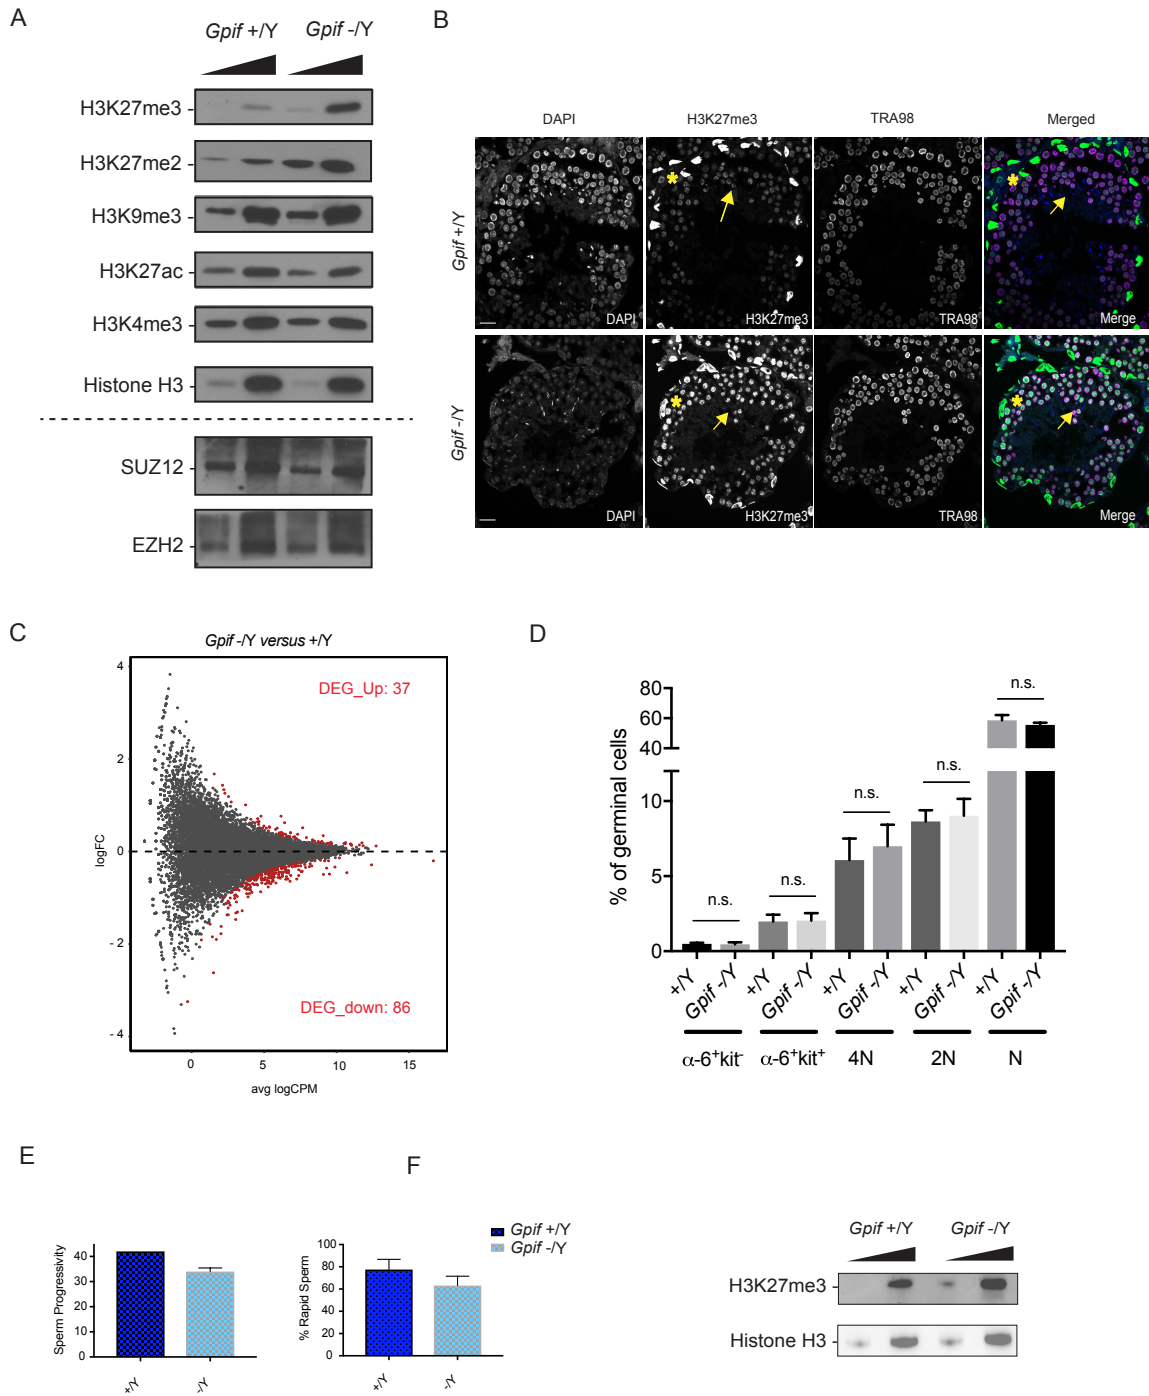 A
Gpif +/Y Gpif -/Y
H3K27me3
H3K27me2
H3K9me3
H3K27ac
H3K4me3
Histone H3
SUZ12
EZH2
B
DAPI H3K27me3 TRA98 Merged
Gpif +/Y
* *
DAPI H3K27me3 TRA98 Merge
Gpif -/Y
* *
DAPI H3K27me3 TRA98 Merge
C
Gpif -/Y versus +/Y
4
2
0
- 2
- 4
logFC
DEG_Up: 37
DEG_down: 86
0 5 10 15
avg logCPM
D
% of germinal cells
80
60
40
10
5
0
n.s. n.s. n.s. n.s. n.s.
+/Y Gpif -/Y +/Y Gpif -/Y +/Y Gpif -/Y +/Y Gpif -/Y +/Y Gpif -/Y
α-6⁺kit⁻ α-6⁺kit⁺ 4N 2N N
E
Sperm Progressivity
40
30
20
10
0
+/Y -/Y
% Rapid Sperm
100
80
60
40
20
0
+/Y -/Y
Gpif +/Y
Gpif -/Y
F
Gpif +/Y Gpif -/Y
H3K27me3
Histone H3